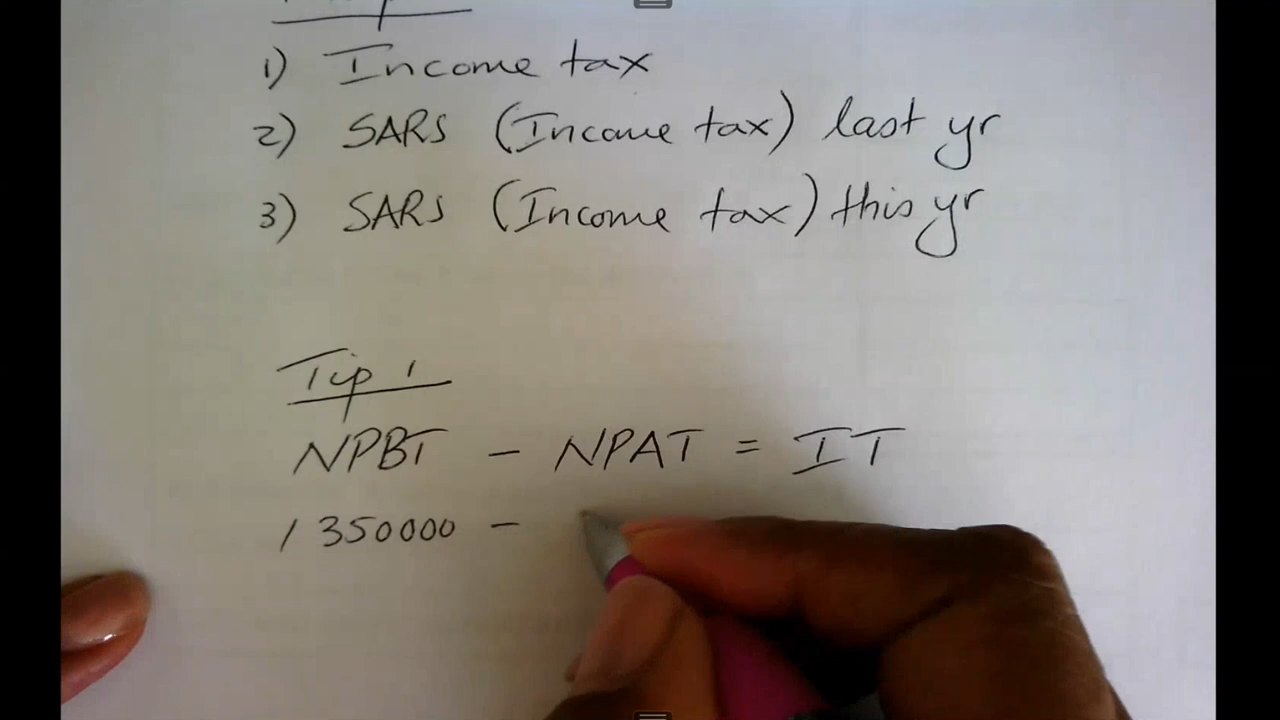 1) Income tax
2) SARS (Income tax) last yr
3) SARS (Income tax) this yr
Tip 1
NPBT - NPAT = IT
1 350000 -